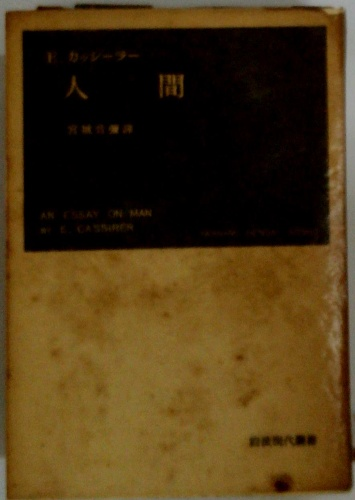 E. カッシーラー
人 間
宮城音彌譯
AN ESSAY ON MAN
BY E. CASSIRER
岩波現代叢書